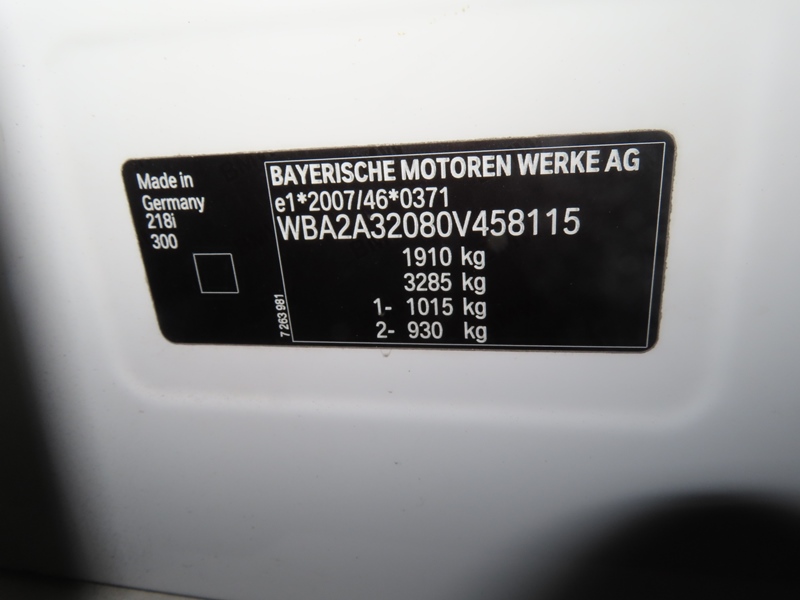 Made in
Germany
218i
300
BAYERISCHE MOTOREN WERKE AG
e1*2007/46*0371
WBA2A32080V458115
1910 kg
3285 kg
1- 1015 kg
2- 930 kg
7 263 981